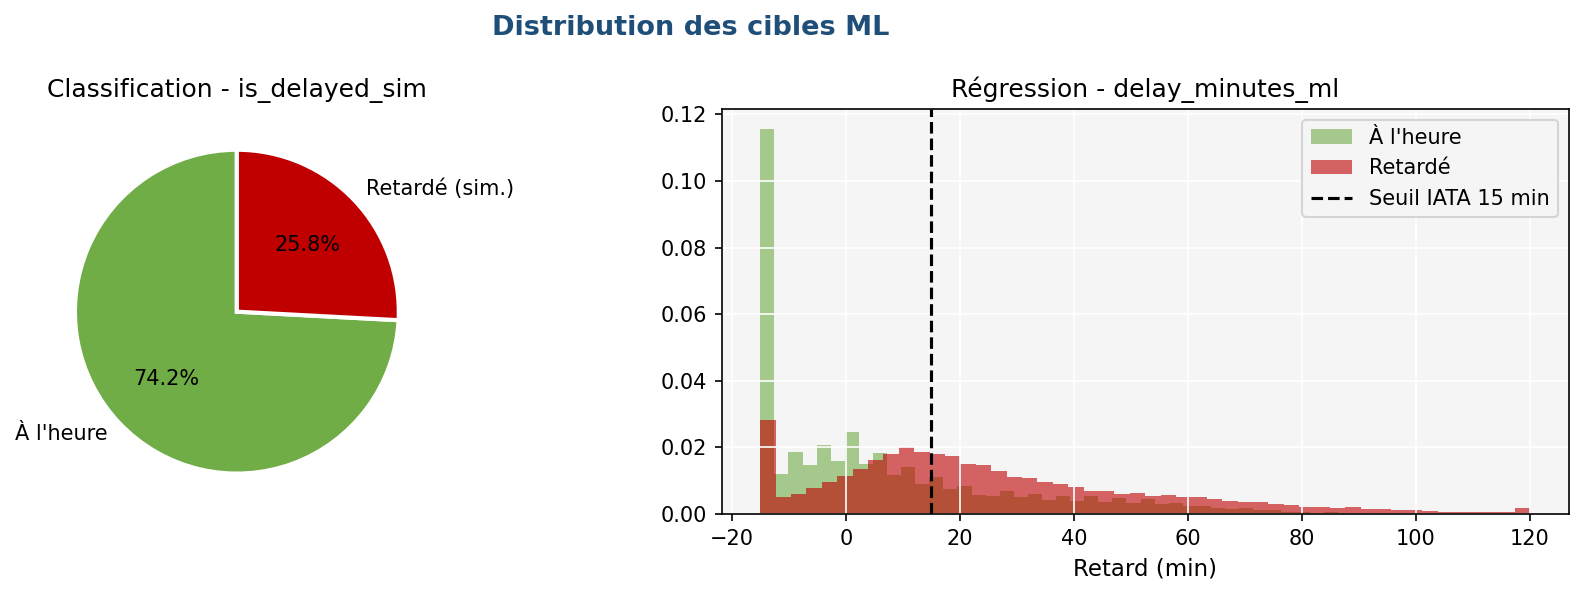 Distribution des cibles ML
Classification - is_delayed_sim
Retardé (sim.)
25.8%
74.2%
À l'heure
Régression - delay_minutes_ml
À l'heure
Retardé
Seuil IATA 15 min
0.12
0.10
0.08
0.06
0.04
0.02
0.00
−20 0 20 40 60 80 100 120
Retard (min)